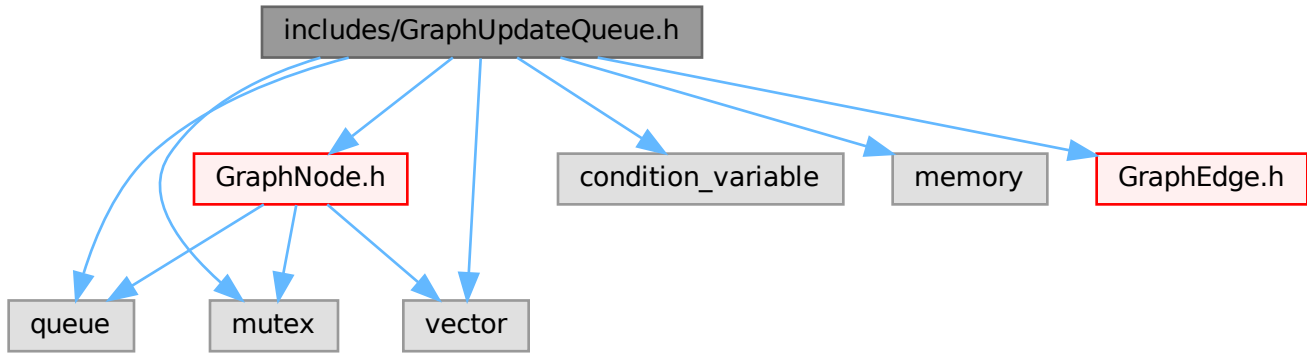 includes/GraphUpdateQueue.h
GraphNode.h
condition_variable
memory
GraphEdge.h
queue
mutex
vector